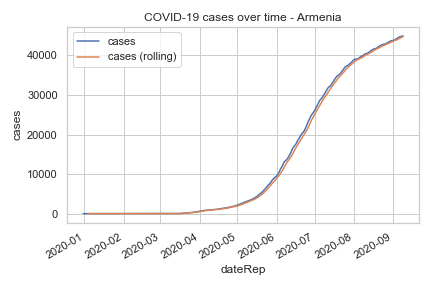 COVID-19 cases over time - Armenia
cases
cases (rolling)
40000
30000
20000
10000
0
cases
2020-01
2020-02
2020-03
2020-04
2020-05
2020-06
2020-07
2020-08
2020-09
dateRep